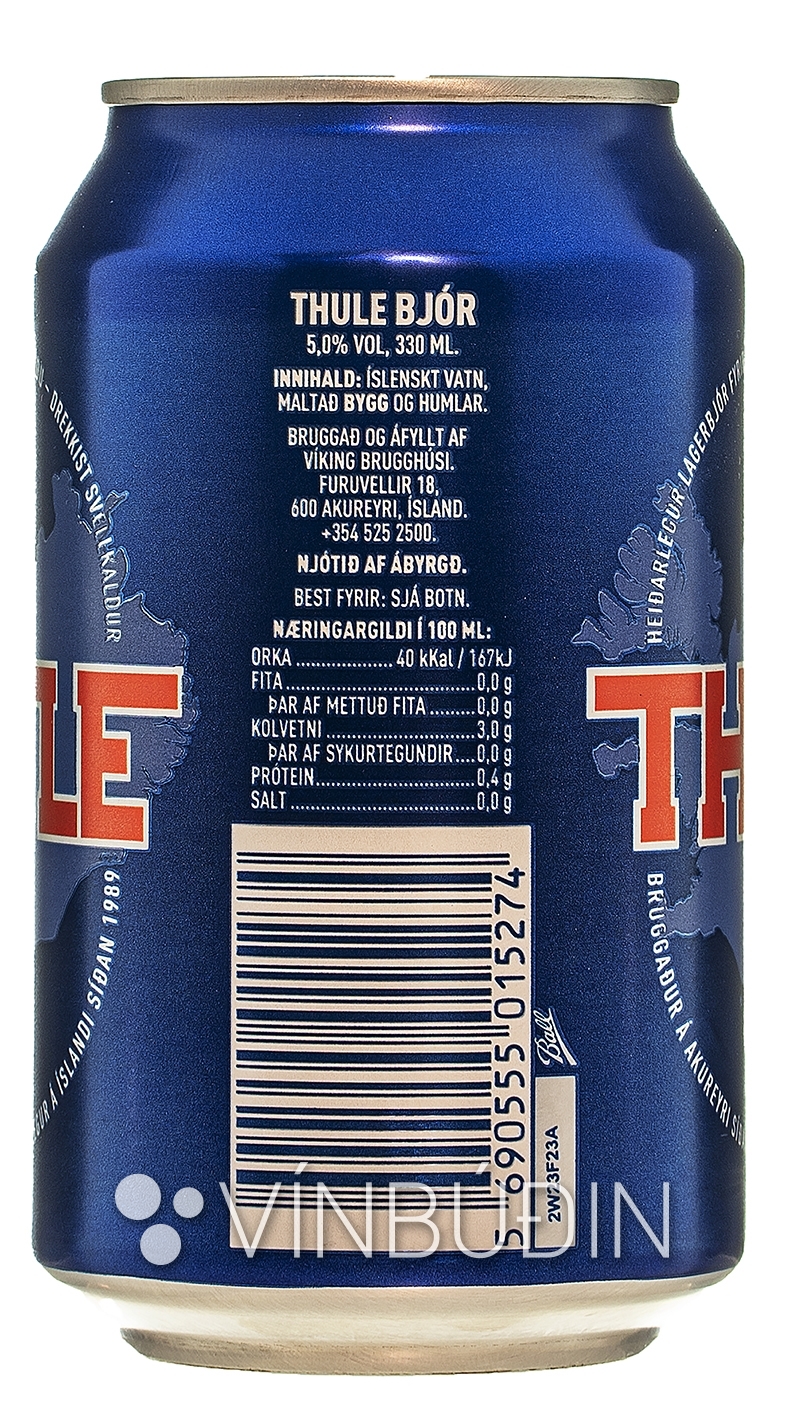 THULE BJÓR
5,0% VOL, 330 ML.
INNIHALD: ÍSLENSKT VATN,
MALTAÐ BYGG OG HUMLAR.
BRUGGAÐ OG ÁFYLLT AF
VÍKING BRUGGHÚSI.
FURUVELLIR 18,
600 AKUREYRI, ÍSLAND.
+354 525 2500.
NJÓTIÐ AF ÁBYRGÐ.
BEST FYRIR: SJÁ BOTN.
NÆRINGARGILDI Í 100 ML:
ORKA .................. 40 kKal / 167kJ
FITA...................................0,0 g
ÞAR AF METTUÐ FITA.........0,0 g
KOLVETNI ............................3,0 g
ÞAR AF SYKURTEGUNDIR....0,0 g
PRÓTEIN..............................0,4 g
SALT ..................................0,0 g
DREKKIST SVELLKALDUR
LE
Á ÍSLANDI SÍÐAN 1989
HEIÐARLEGUR LAGERBJÓR
TH
BRUGGAÐUR Á AKUREYRI
5 690555 015274
Ball
2W23F23A
VÍNBÚÐIN